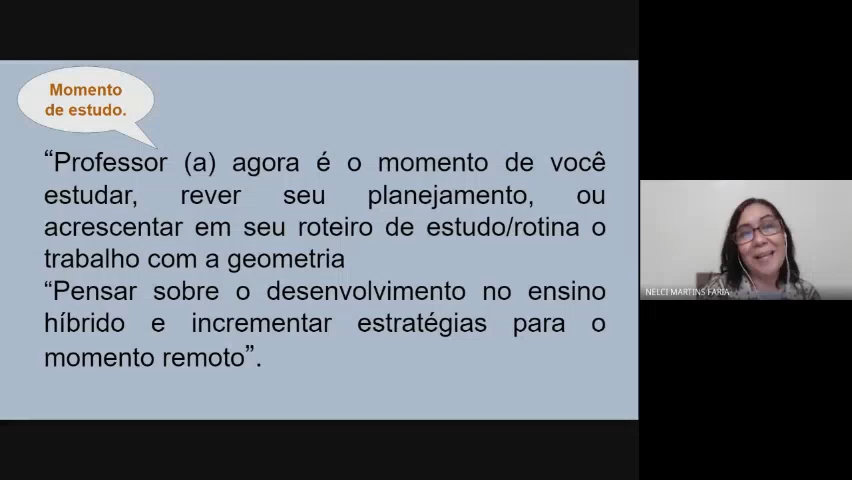 Momento
de estudo.
“Professor (a) agora é o momento de você
estudar, rever seu planejamento, ou
acrescentar em seu roteiro de estudo/rotina o
trabalho com a geometria
“Pensar sobre o desenvolvimento no ensino
híbrido e incrementar estratégias para o
momento remoto”.
NELCI MARTINS FARIA